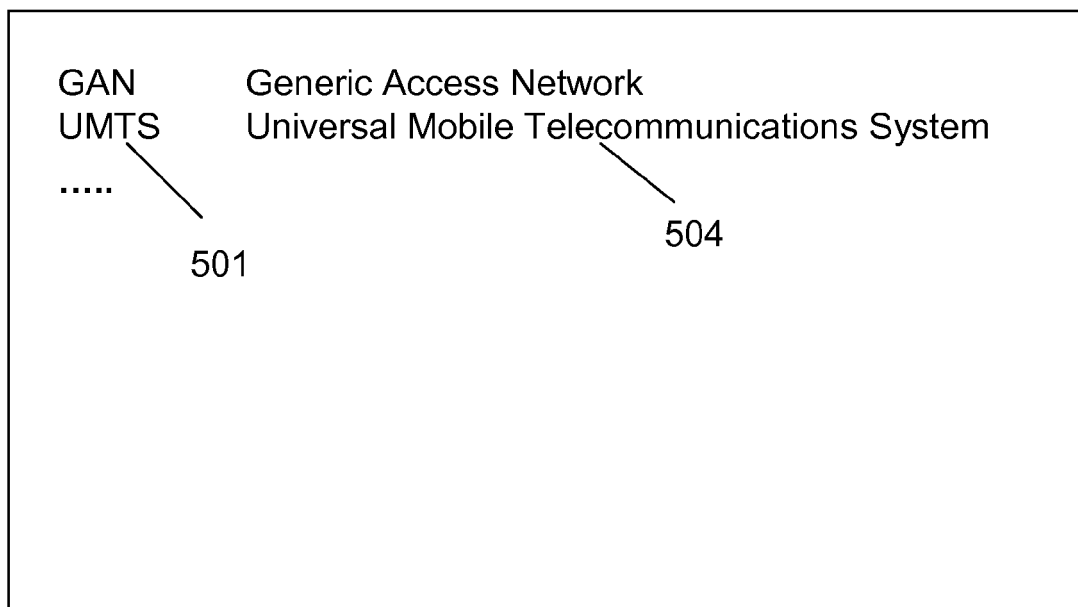 GAN Generic Access Network
UMTS Universal Mobile Telecommunications System
.....
504
501